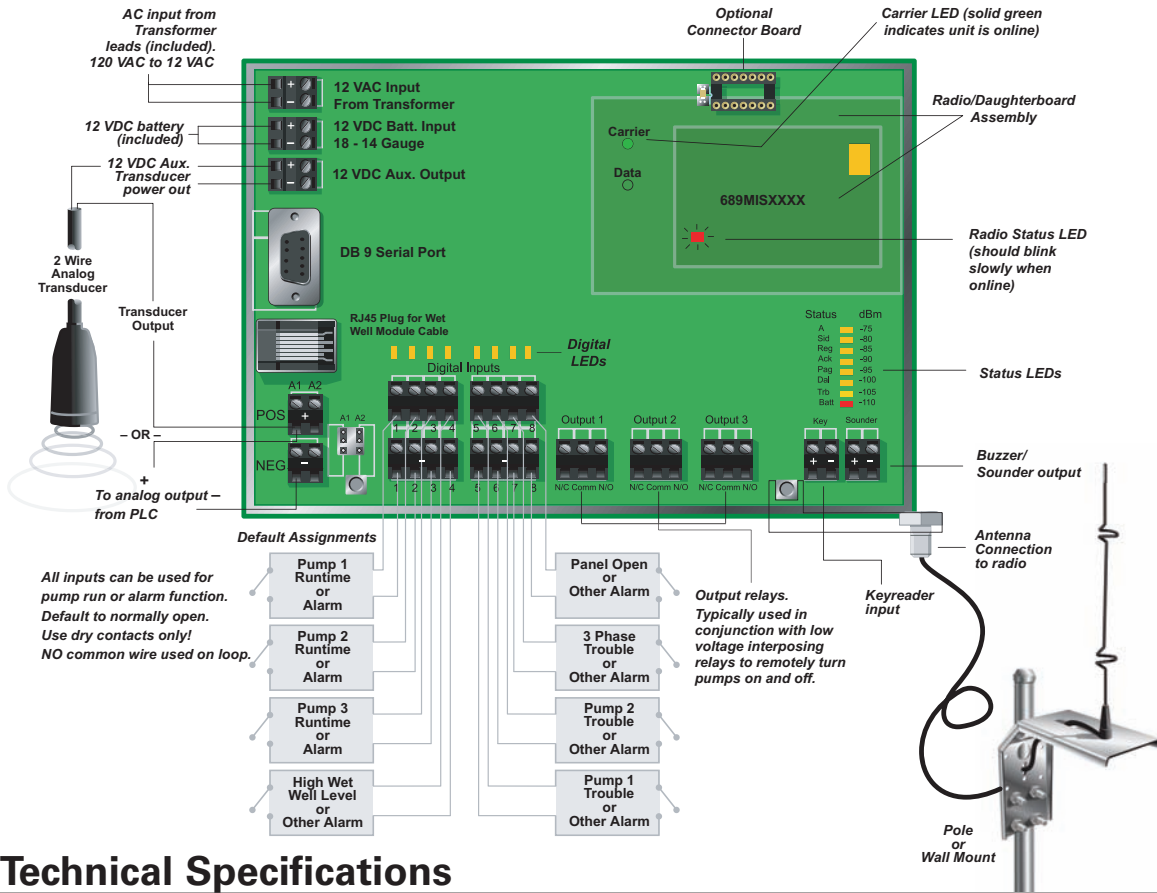 AC input from
Transformer
leads (included).
120 VAC to 12 VAC
12 VDC battery
(included)
12 VDC Aux.
Transducer
power out
2 Wire
Analog
Transducer
Transducer
Output
– OR –
+
To analog output –
from PLC
Optional
Connector Board
Carrier LED (solid green
indicates unit is online)
Radio/Daughterboard
Assembly
Radio Status LED
(should blink
slowly when
online)
Status LEDs
Buzzer/
Sounder output
Antenna
Connection
to radio
Keyreader
input
+
–
12 VAC Input
From Transformer
+
–
12 VDC Batt. Input
18 - 14 Gauge
+
–
12 VDC Aux. Output
DB 9 Serial Port
RJ45 Plug for Wet
Well Module Cable
Carrier
Data
689MISXXXX
Digital
LEDs
Digital Inputs
A1 A2
POS
+
NEG
–
A1 A2
1 2 3 4
5 6 7 8
–
–
1 2 3 4
5 6 7 8
Output 1
Output 2
Output 3
N/C Comm N/O
N/C Comm N/O
N/C Comm N/O
Status dBm
A -75
Sid -80
Reg -85
Ack -90
Pag -95
Dal -100
Trb -105
Batt -110
Key Sounder
+ –
+ –
Default Assignments
All inputs can be used for
pump run or alarm function.
Default to normally open.
Use dry contacts only!
NO common wire used on loop.
Pump 1
Runtime
or
Alarm
Pump 2
Runtime
or
Alarm
Pump 3
Runtime
or
Alarm
High Wet
Well Level
or
Other Alarm
Panel Open
or
Other Alarm
3 Phase
Trouble
or
Other Alarm
Pump 2
Trouble
or
Other Alarm
Pump 1
Trouble
or
Other Alarm
Output relays.
Typically used in
conjunction with low
voltage interposing
relays to remotely turn
pumps on and off.
Pole
or
Wall Mount
Technical Specifications